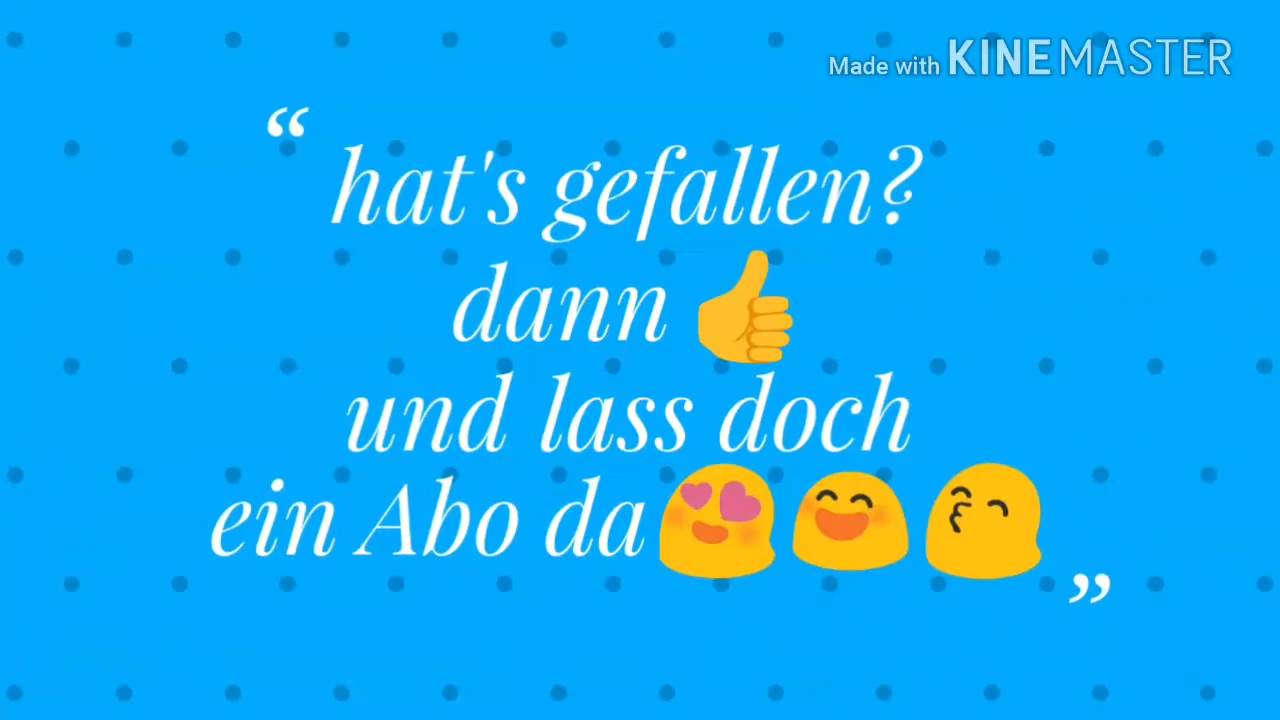 Made with KINEMASTER
“ hat's gefallen?
dann 👍
und lass doch
ein Abo da😍😄😙 ”